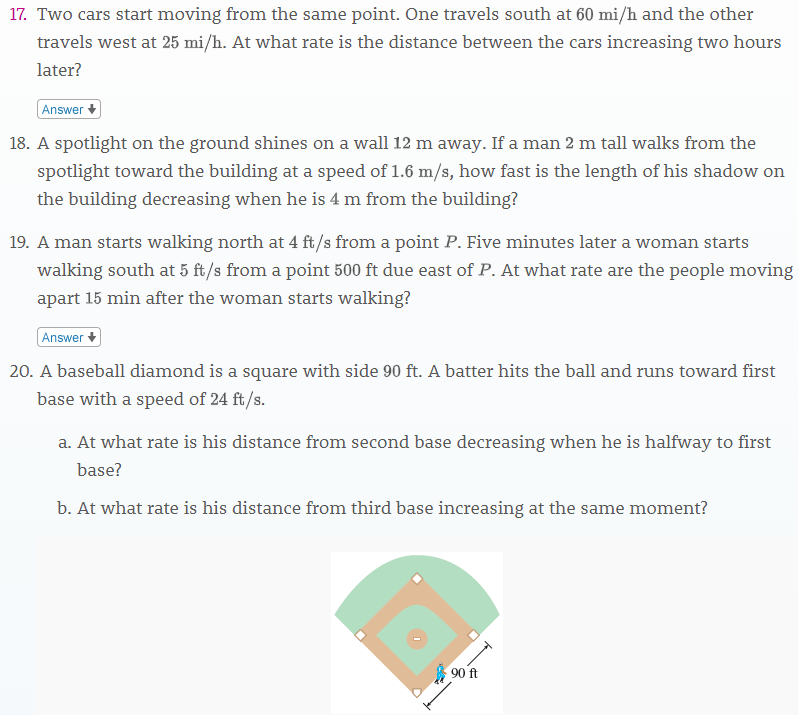 17. Two cars start moving from the same point. One travels south at 60 mi/h and the other
travels west at 25 mi/h. At what rate is the distance between the cars increasing two hours
later?
Answer
18. A spotlight on the ground shines on a wall 12 m away. If a man 2 m tall walks from the
spotlight toward the building at a speed of 1.6 m/s, how fast is the length of his shadow on
the building decreasing when he is 4 m from the building?
19. A man starts walking north at 4 ft/s from a point P. Five minutes later a woman starts
walking south at 5 ft/s from a point 500 ft due east of P. At what rate are the people moving
apart 15 min after the woman starts walking?
Answer
20. A baseball diamond is a square with side 90 ft. A batter hits the ball and runs toward first
base with a speed of 24 ft/s.
a. At what rate is his distance from second base decreasing when he is halfway to first
base?
b. At what rate is his distance from third base increasing at the same moment?
90 ft